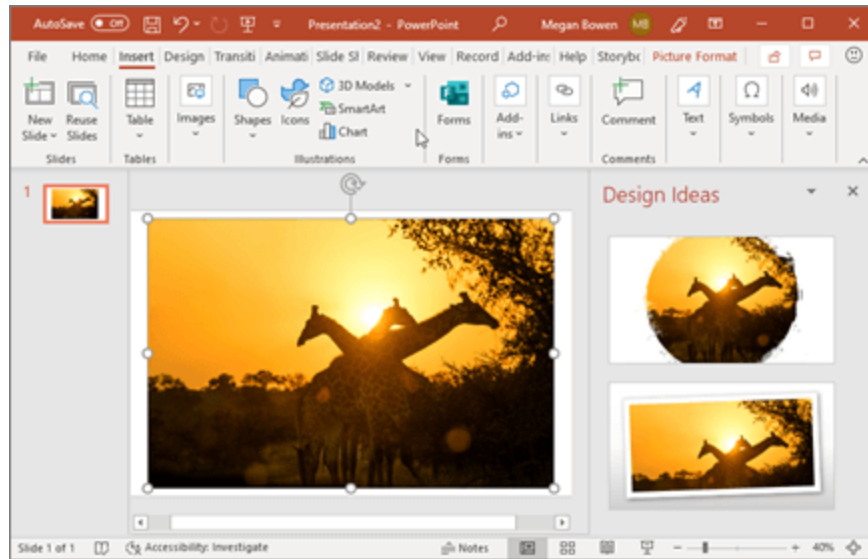 AutoSave Off Presentation2 - PowerPoint Megan Bowen MB
File Home Insert Design Transiti Animati Slide Sl Review View Record Add-in: Help Storybo Picture Format
New Slide
Reuse Slides
Table
Images
Shapes
Icons
3D Models
SmartArt
Chart
Forms
Add-ins
Links
Comment
Text
Symbols
Media
Slides Tables Illustrations Forms Comments
1
Design Ideas
Slide 1 of 1 Accessibility: Investigate Notes 40%